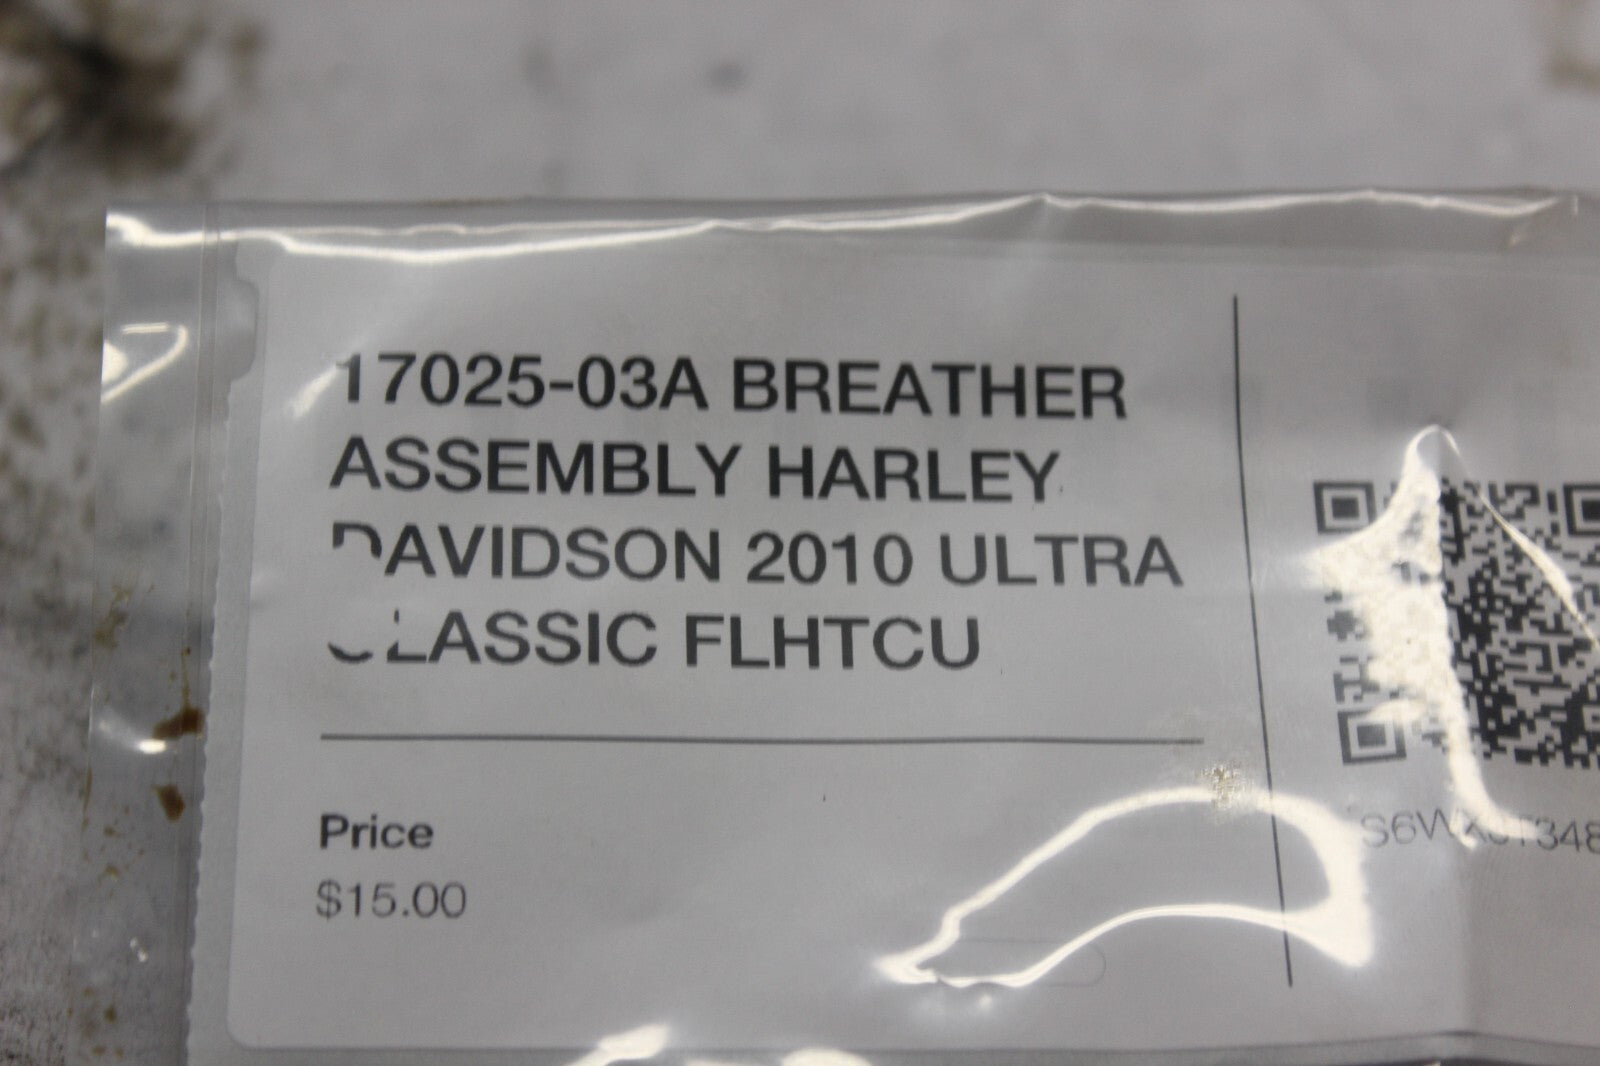 17025-03A BREATHER
ASSEMBLY HARLEY
DAVIDSON 2010 ULTRA
CLASSIC FLHTCU
Price
$15.00